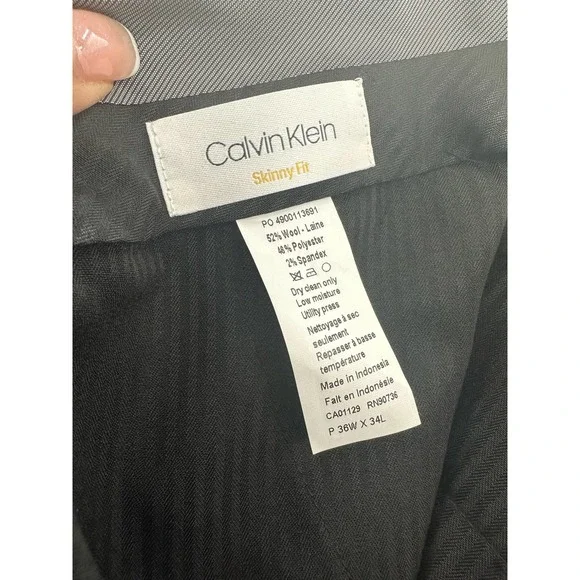 Calvin Klein
Skinny Fit
PO 4900113691
52% Wool - Laine
46% Polyester
2% Spandex
Dry clean only
Low moisture
Utility press
Nettoyage à sec
seulement
Repasser à basse
température
Made in Indonesia
Fait en Indonésie
CA01129 RN90736
P 36W X 34L